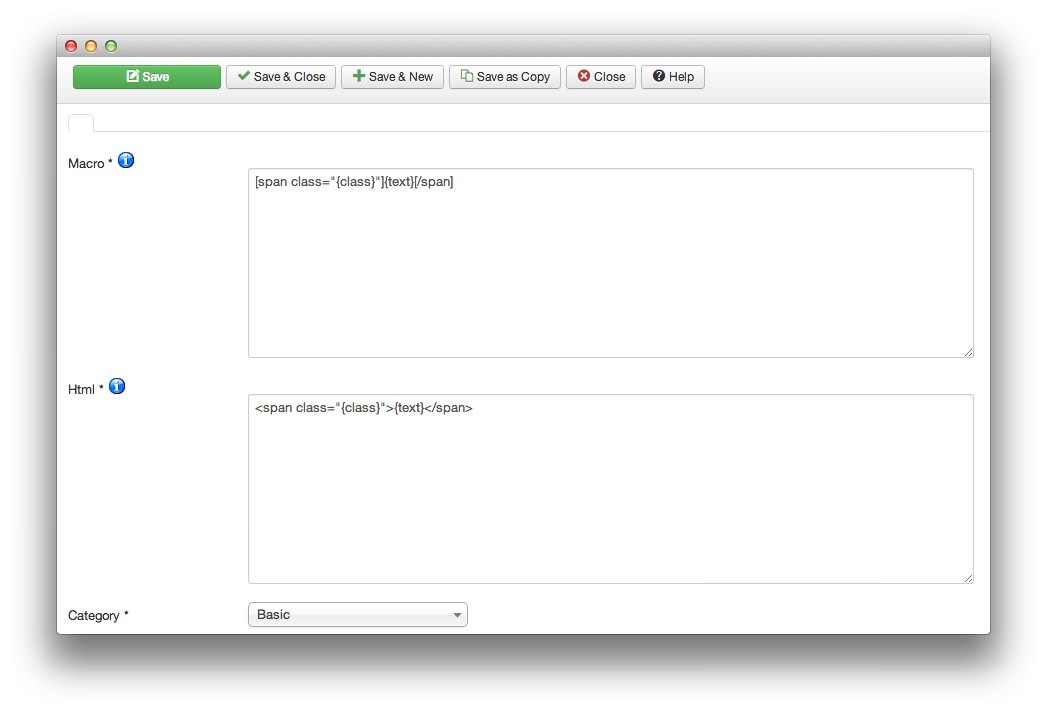 Save Save & Close Save & New Save as Copy Close Help
Macro *
[span class="{class}"]{text}[/span]
Html *
<span class="{class}">{text}</span>
Category * Basic